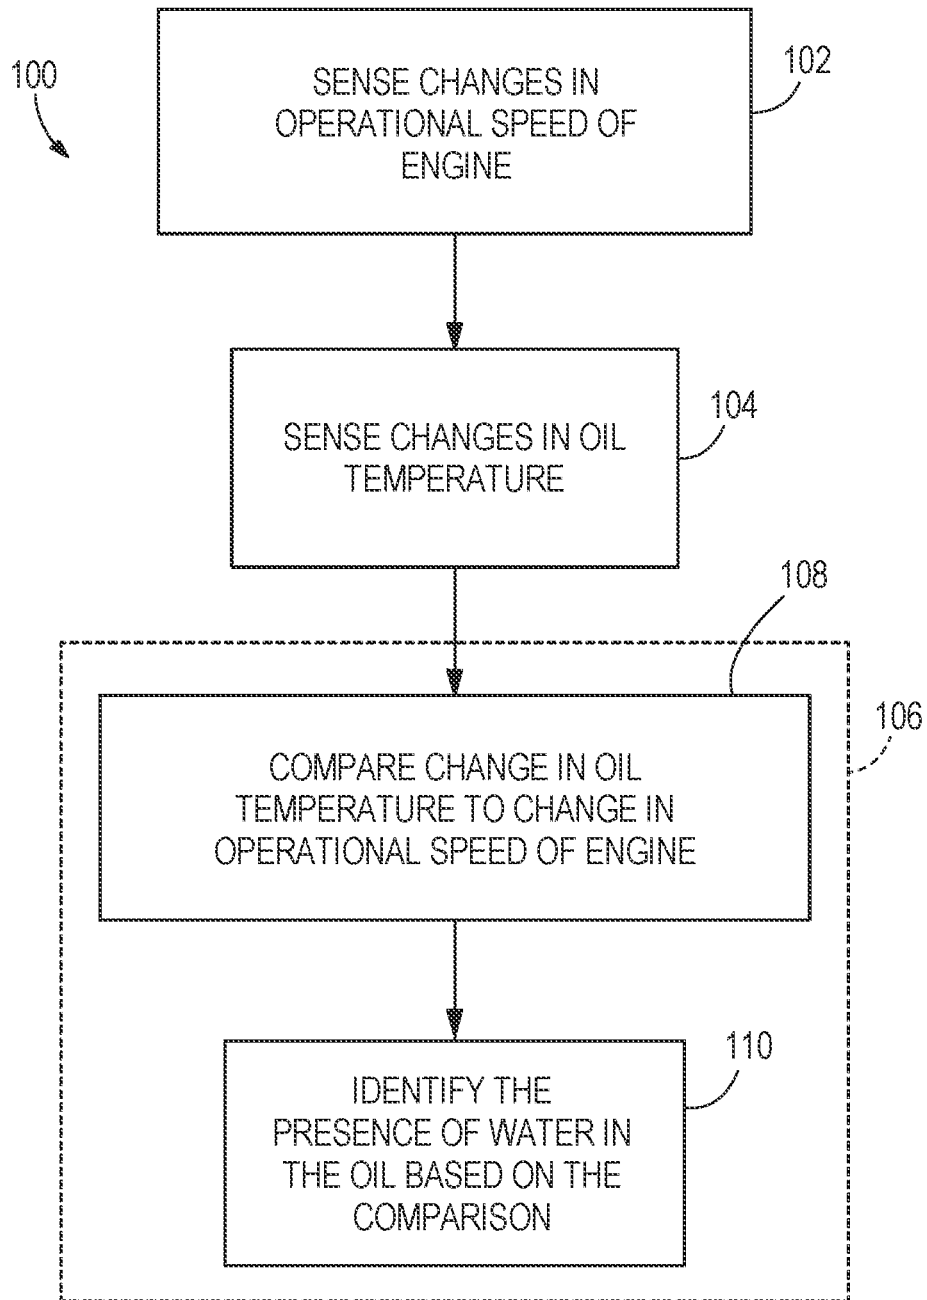 100
102
SENSE CHANGES IN
OPERATIONAL SPEED OF
ENGINE
104
SENSE CHANGES IN OIL
TEMPERATURE
108
106
COMPARE CHANGE IN OIL
TEMPERATURE TO CHANGE IN
OPERATIONAL SPEED OF ENGINE
110
IDENTIFY THE
PRESENCE OF WATER IN
THE OIL BASED ON THE
COMPARISON